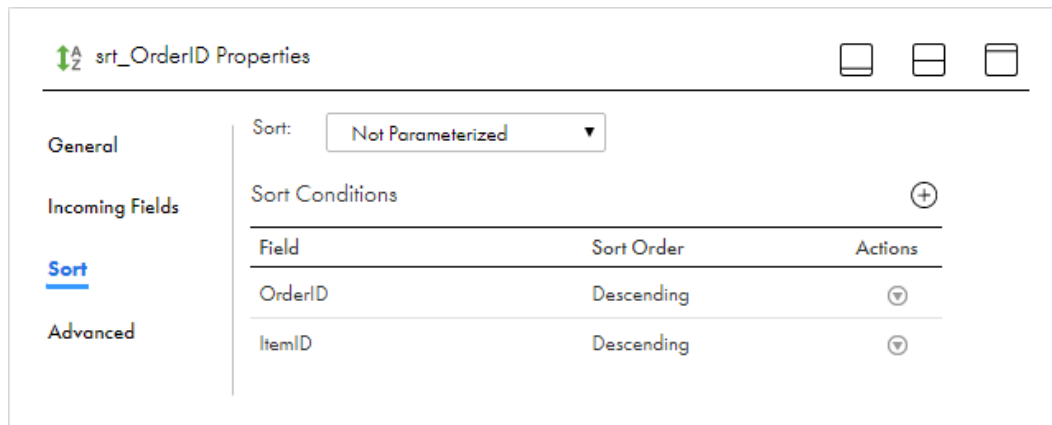 srt_OrderID Properties
General
Incoming Fields
Sort
Advanced
Sort: Not Parameterized
Sort Conditions
Field Sort Order Actions
OrderID Descending
ItemID Descending